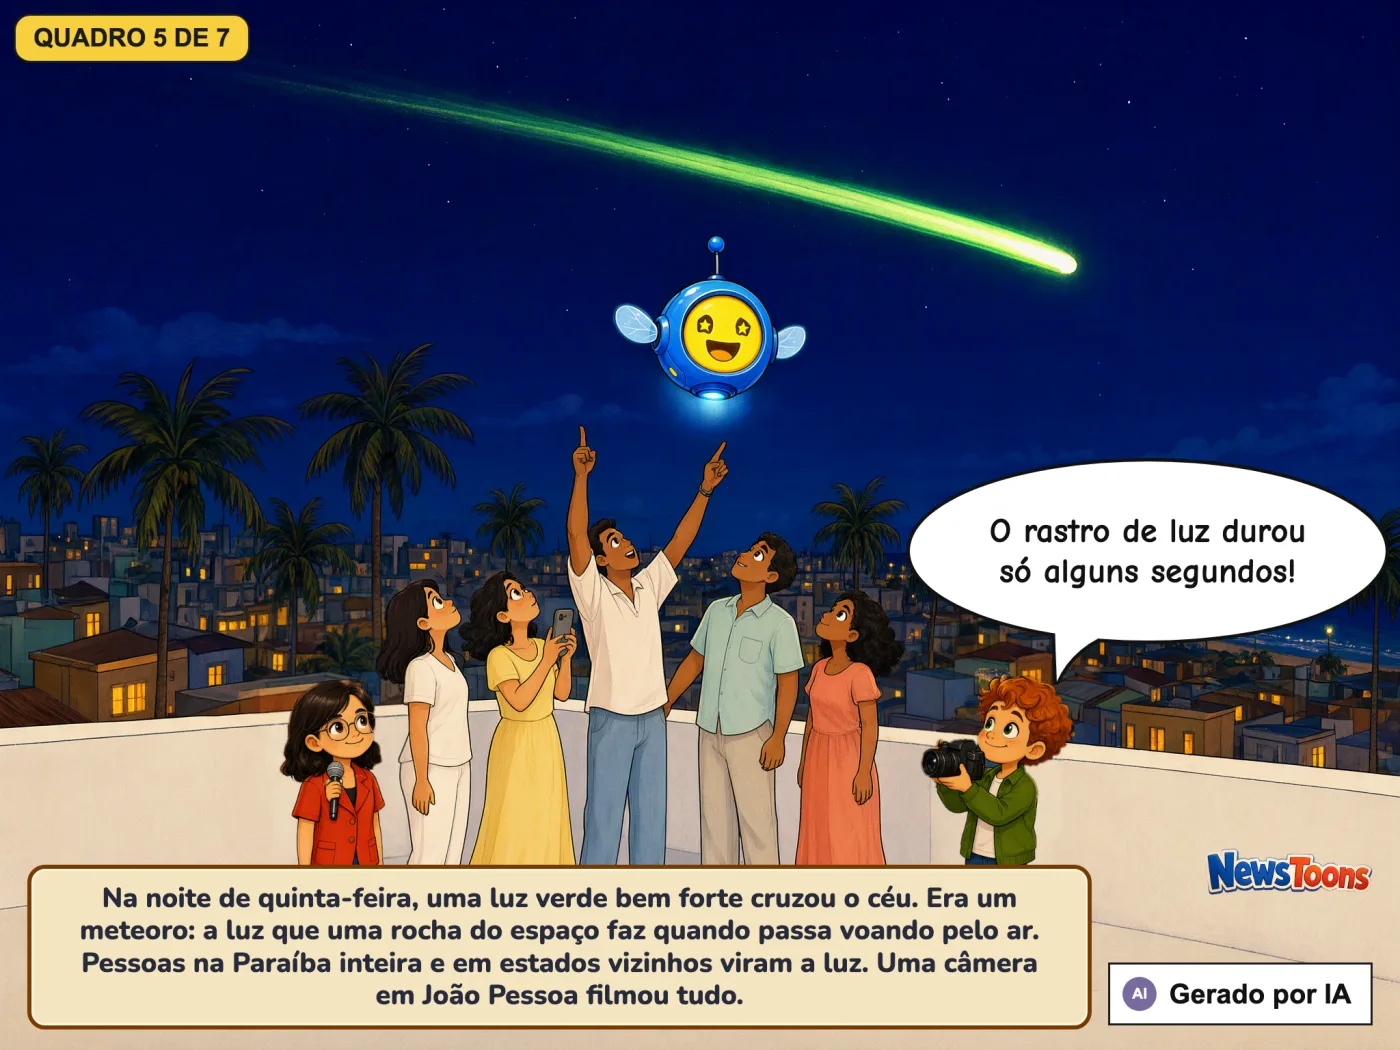 QUADRO 5 DE 7
O rastro de luz durou
só alguns segundos!
Na noite de quinta-feira, uma luz verde bem forte cruzou o céu. Era um
meteoro: a luz que uma rocha do espaço faz quando passa voando pelo ar.
Pessoas na Paraíba inteira e em estados vizinhos viram a luz. Uma câmera
em João Pessoa filmou tudo.
NewsToons
AI Gerado por IA